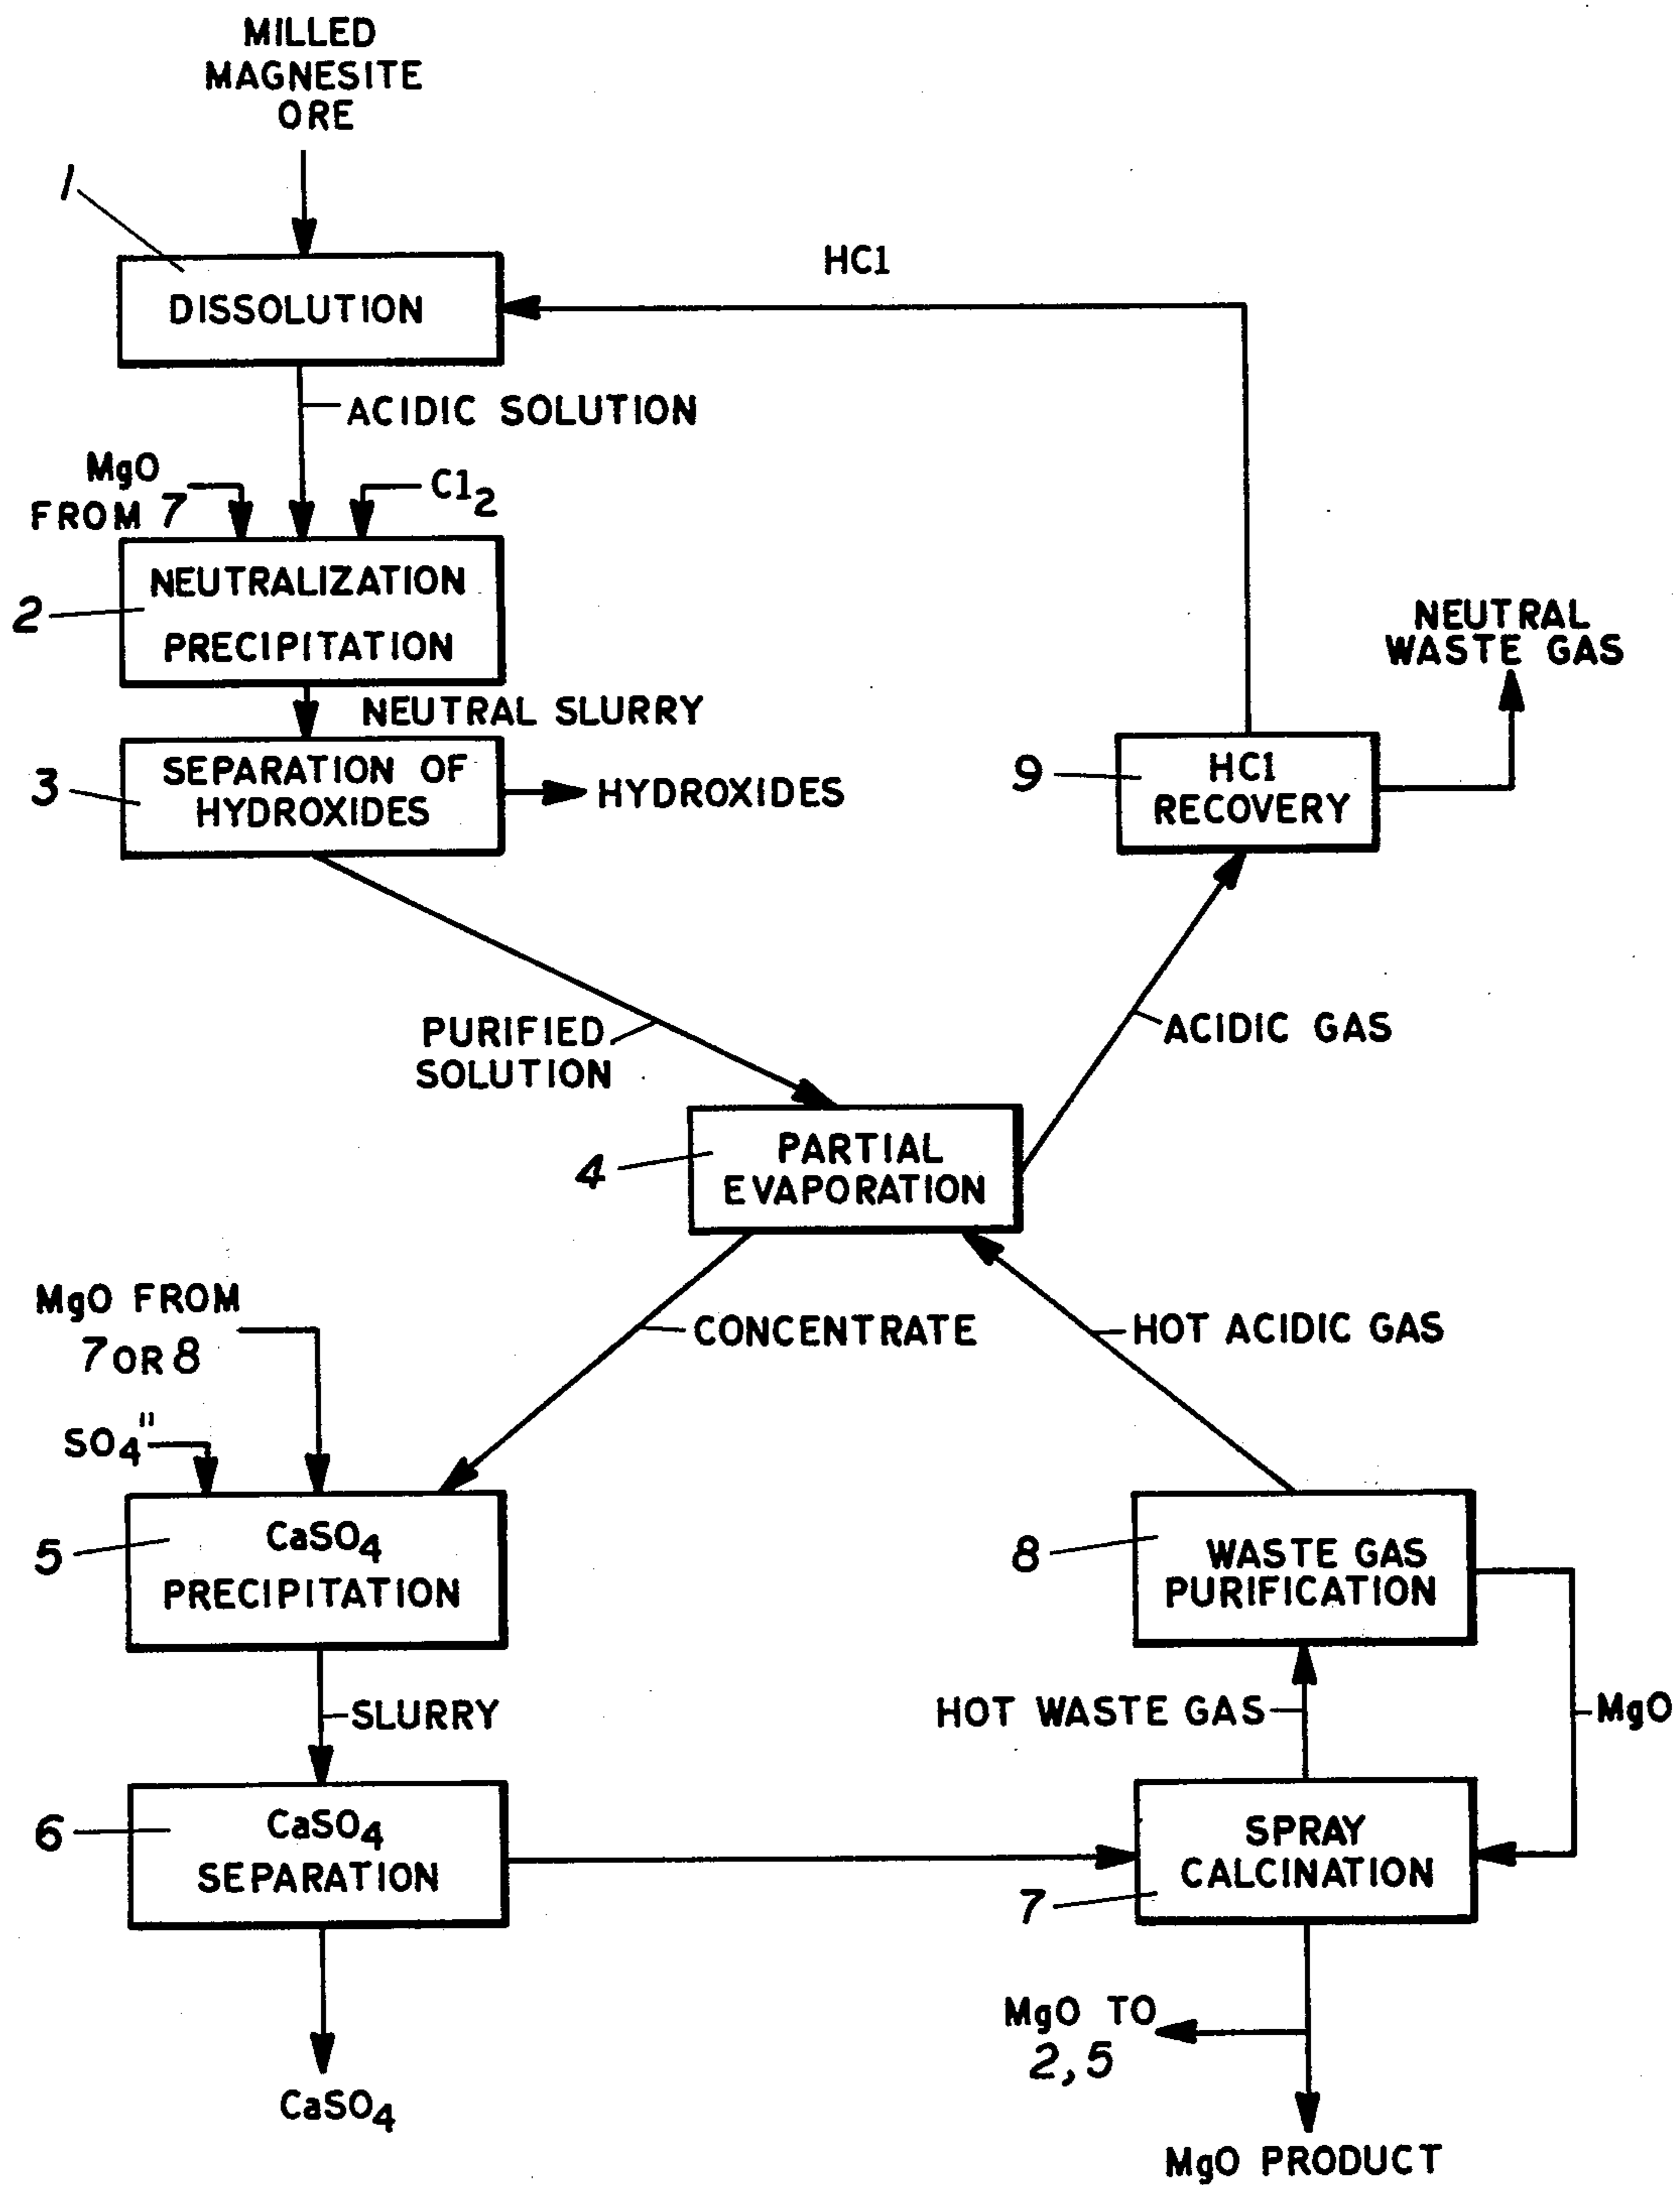 MILLED
MAGNESITE
ORE
1
DISSOLUTION
HCl
ACIDIC SOLUTION
MgO
FROM 7
Cl2
2
NEUTRALIZATION
PRECIPITATION
NEUTRAL SLURRY
3
SEPARATION OF
HYDROXIDES
HYDROXIDES
9
HCl
RECOVERY
NEUTRAL
WASTE GAS
PURIFIED
SOLUTION
ACIDIC GAS
4
PARTIAL
EVAPORATION
MgO FROM
7 OR 8
SO4"
CONCENTRATE
HOT ACIDIC GAS
5
CaSO4
PRECIPITATION
8
WASTE GAS
PURIFICATION
SLURRY
HOT WASTE GAS
MgO
6
CaSO4
SEPARATION
7
SPRAY
CALCINATION
MgO TO
2,5
CaSO4
MgO PRODUCT